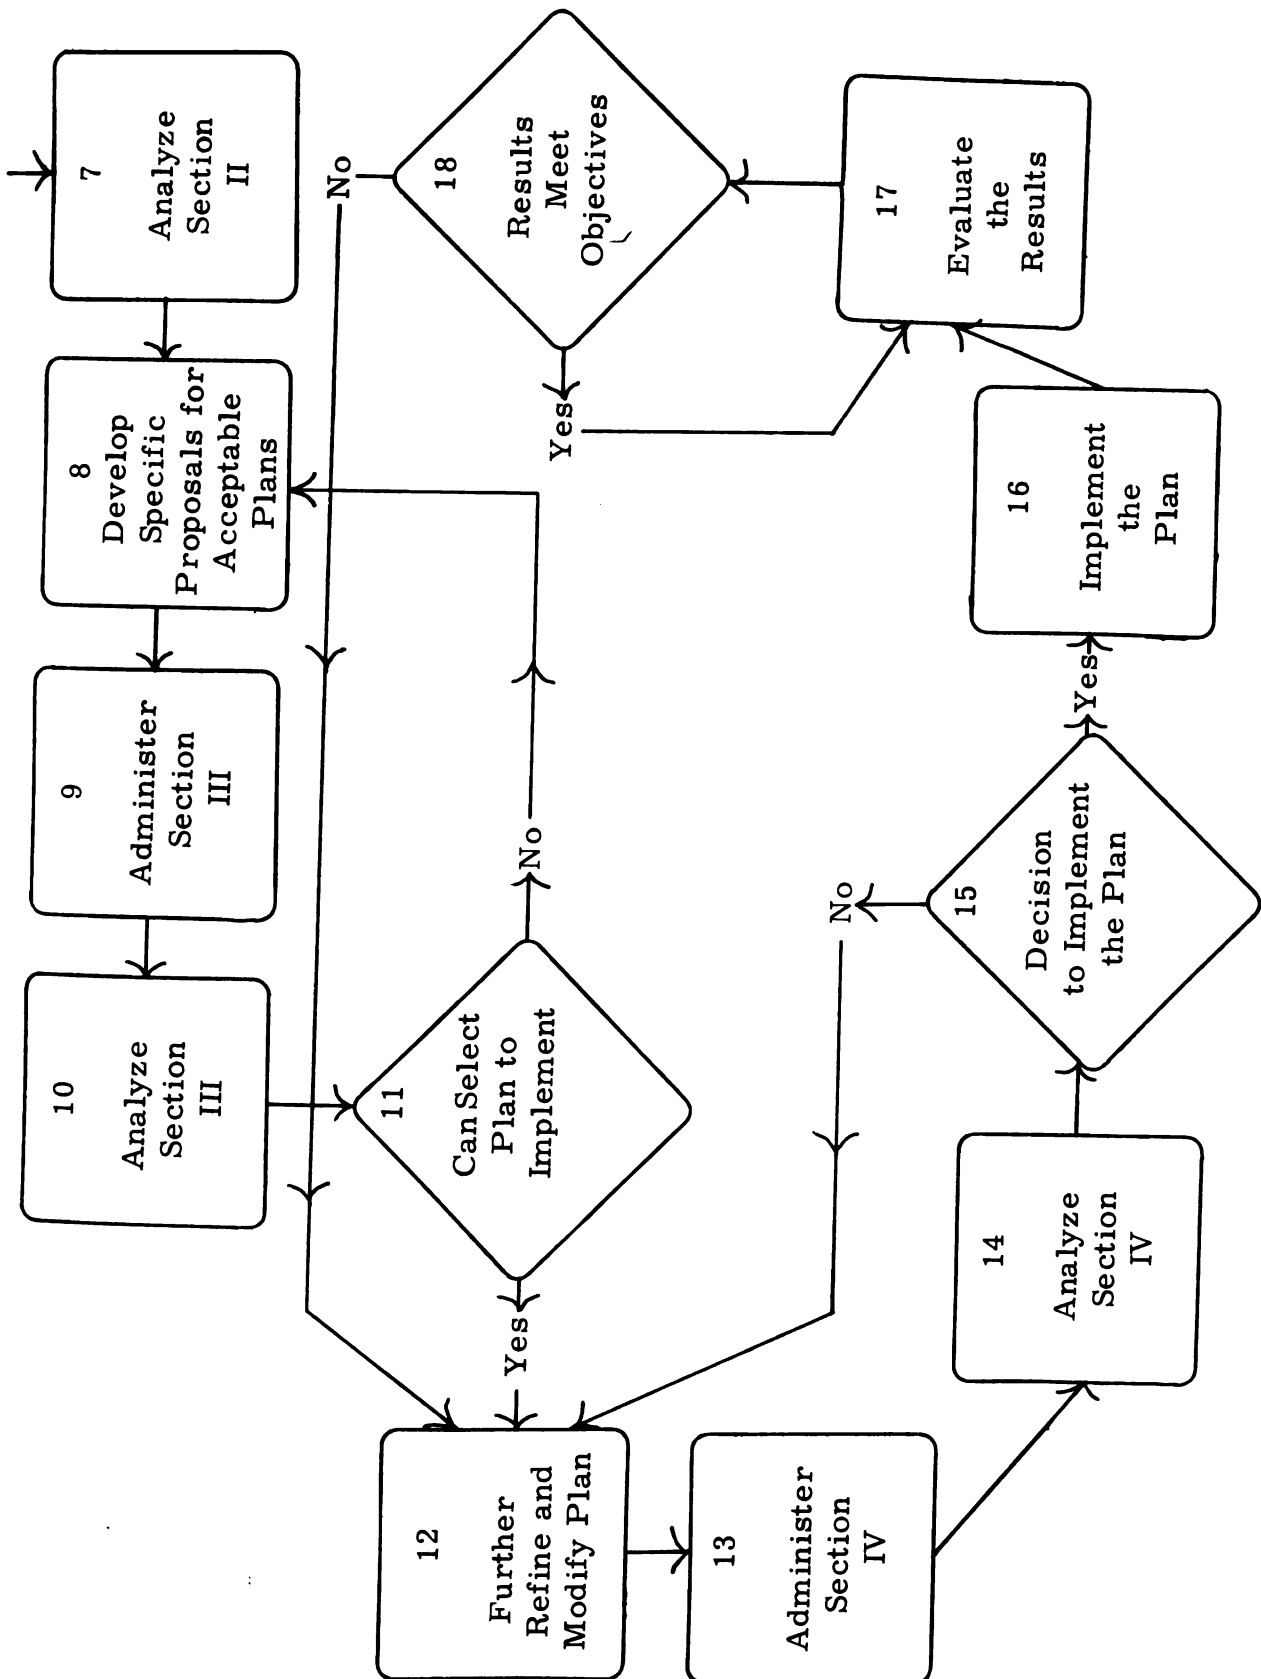 7
Analyze
Section
II
8
Develop
Specific
Proposals for
Acceptable
Plans
9
Administer
Section
III
10
Analyze
Section
III
11
Can Select
Plan to
Implement
No
Yes
12
Further
Refine and
Modify Plan
13
Administer
Section
IV
14
Analyze
Section
IV
15
Decision
to Implement
the Plan
No
Yes
16
Implement
the
Plan
17
Evaluate
the
Results
18
Results
Meet
Objectives
No
Yes